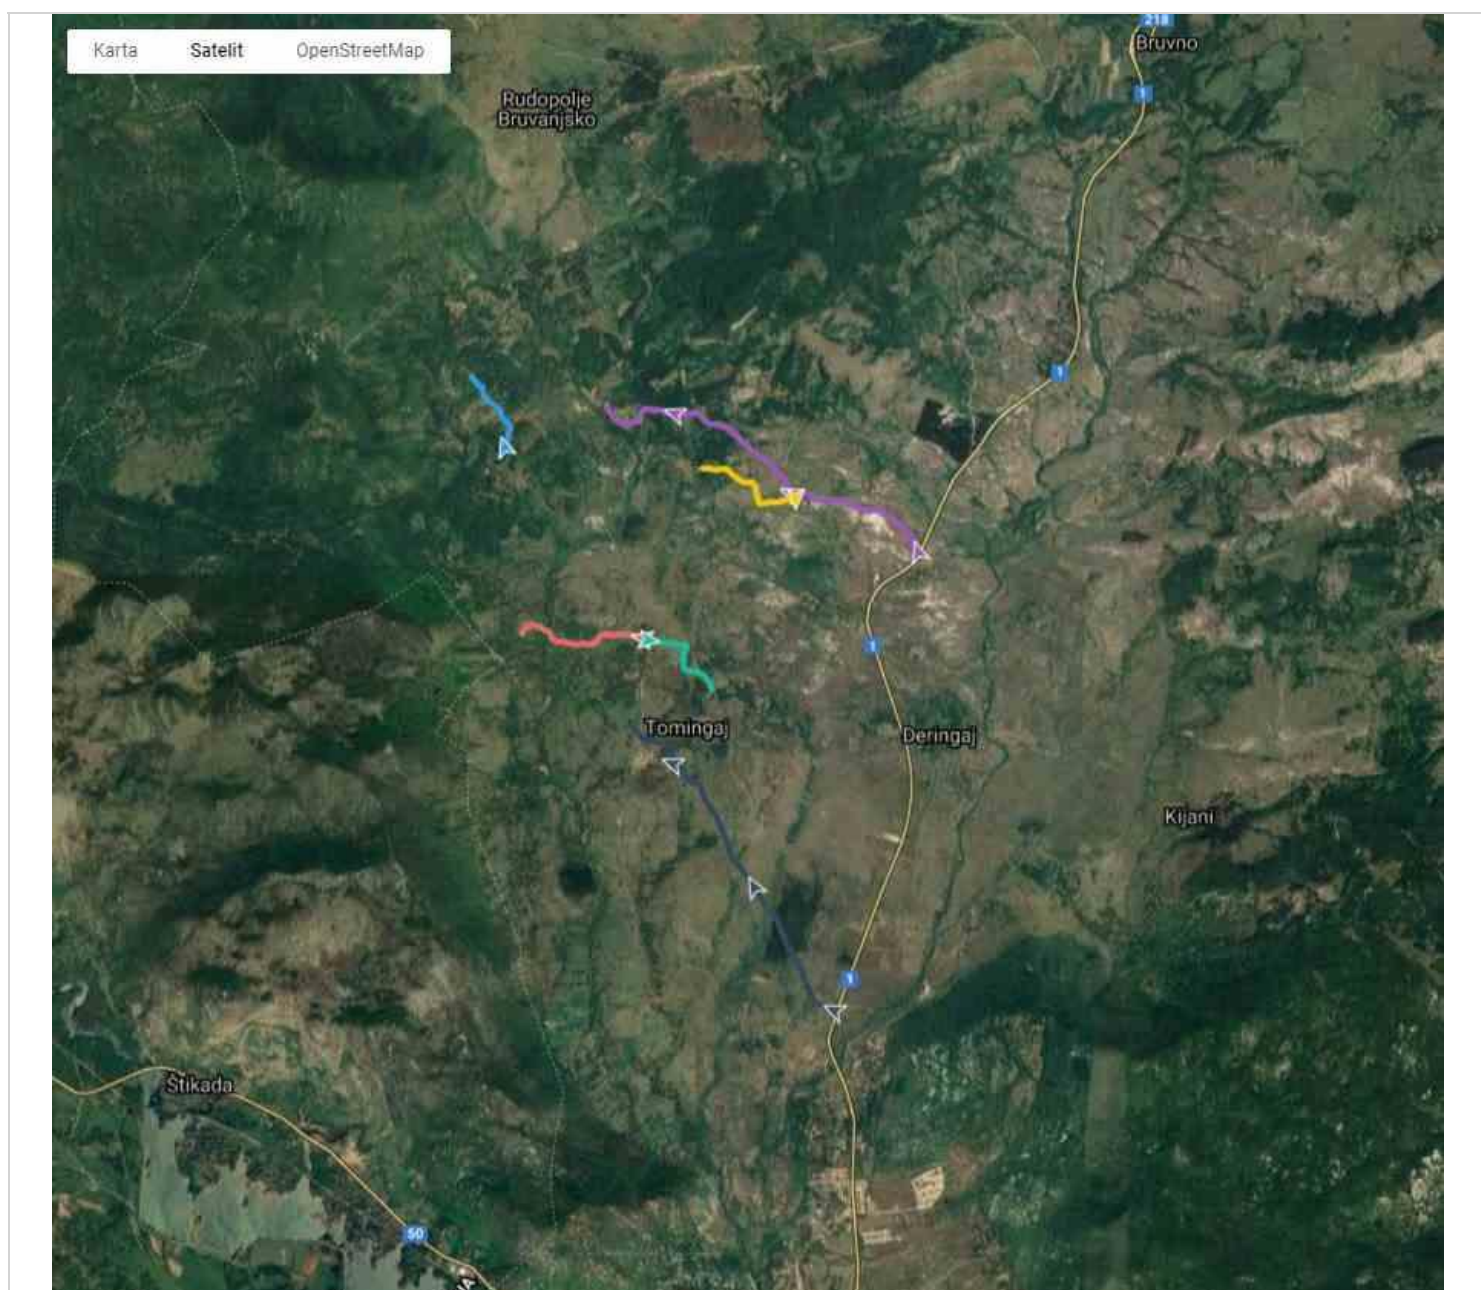 Karta Satelit OpenStreetMap
218
Bruvno
1
Rudopolje
Bruvanjsko
1
1
Tomingaj
Deringaj
Kijani
1
Štikada
50